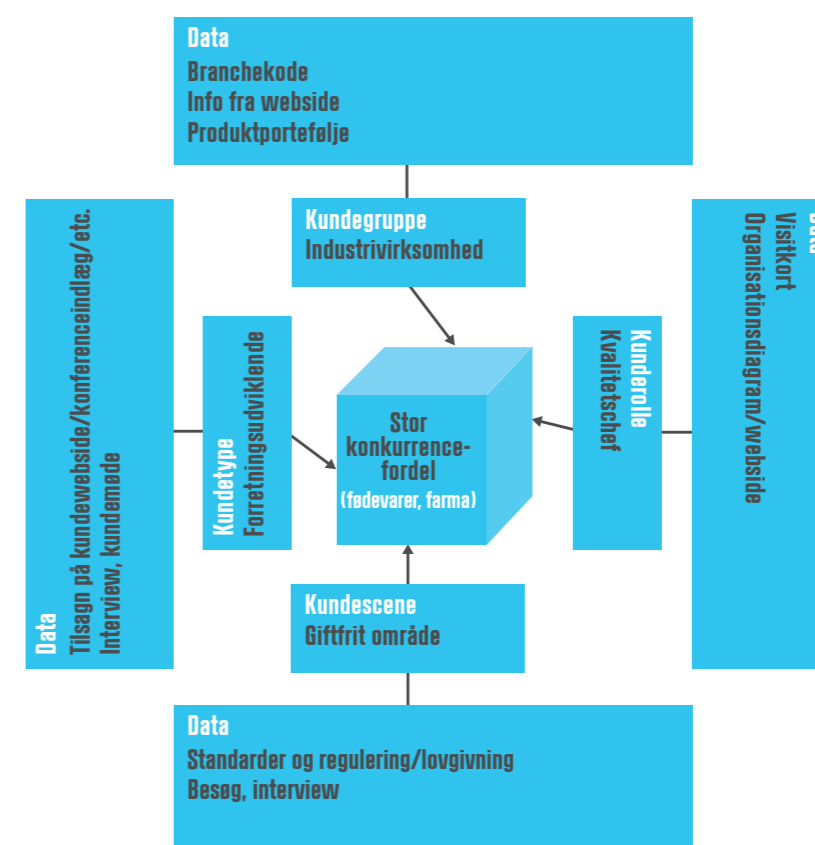 Data
Branchekode
Info fra webside
Produktportefølje
Kundegruppe
Industrivirksomhed
Data
Tilsagn på kundewebside/konferenceindlæg/etc.
Interview, kundemøde
Kundetype
Forretningsudviklende
Stor
konkurrence-
fordel
(fødevarer, farma)
Kunderolle
Kvalitetschef
Data
Visitkort
Organisationsdiagram/webside
Kundescene
Giftfrit område
Data
Standarder og regulering/lovgivning
Besøg, interview